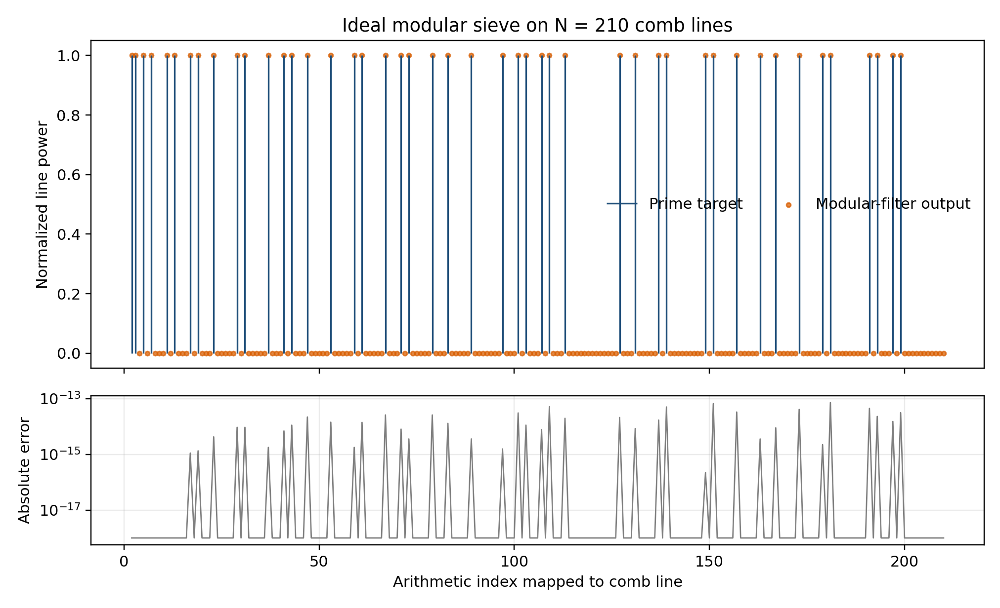 Ideal modular sieve on N = 210 comb lines
Normalized line power
1.0
0.8
0.6
0.4
0.2
0.0
Prime target
Modular-filter output
Absolute error
10⁻¹³
10⁻¹⁵
10⁻¹⁷
0 50 100 150 200
Arithmetic index mapped to comb line